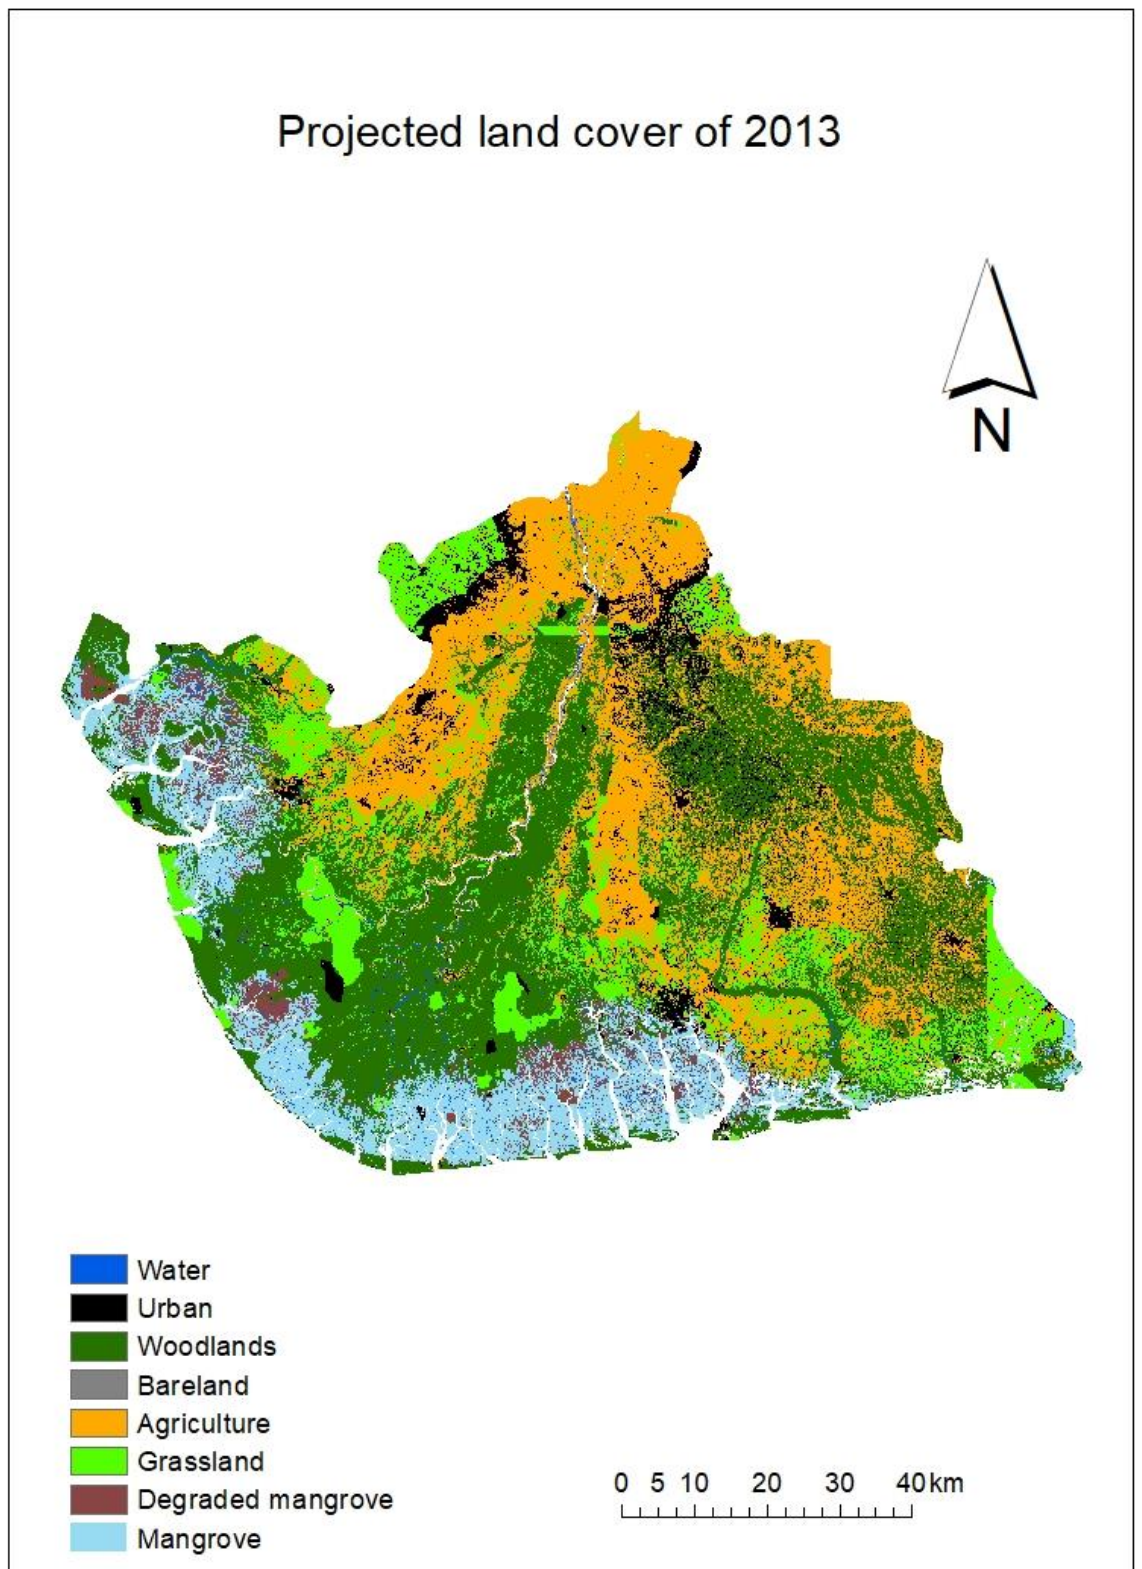 Projected land cover of 2013
N
Water
Urban
Woodlands
Bareland
Agriculture
Grassland
Degraded mangrove
Mangrove
0 5 10 20 30 40 km